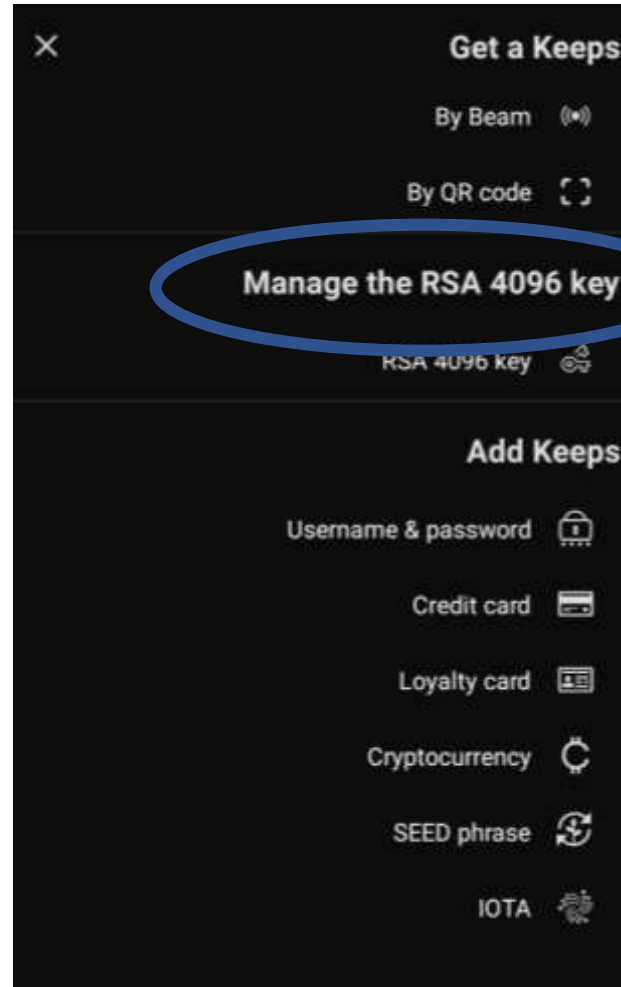 Get a Keeps
By Beam
By QR code
Manage the RSA 4096 key
RSA 4096 key
Add Keeps
Username & password
Credit card
Loyalty card
Cryptocurrency
SEED phrase
IOTA